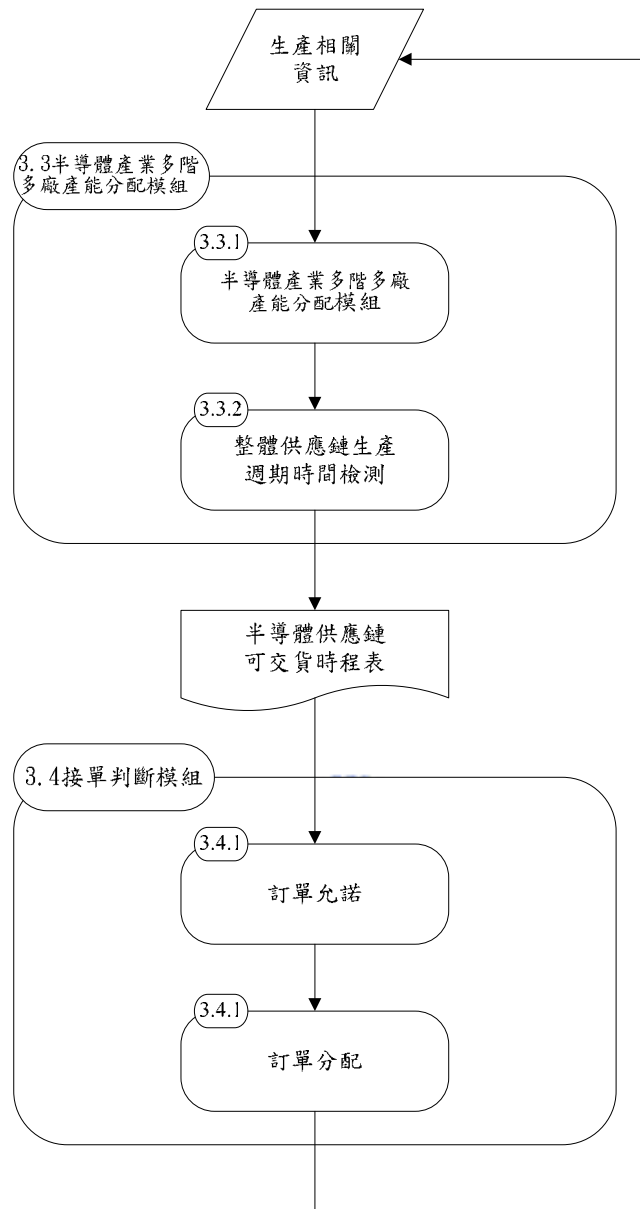 生產相關
資訊
3.3半導體產業多階
多廠產能分配模組
3.3.1
半導體產業多階多廠
產能分配模組
3.3.2
整體供應鏈生產
週期時間檢測
半導體供應鏈
可交貨時程表
3.4接單判斷模組
3.4.1
訂單允諾
3.4.1
訂單分配